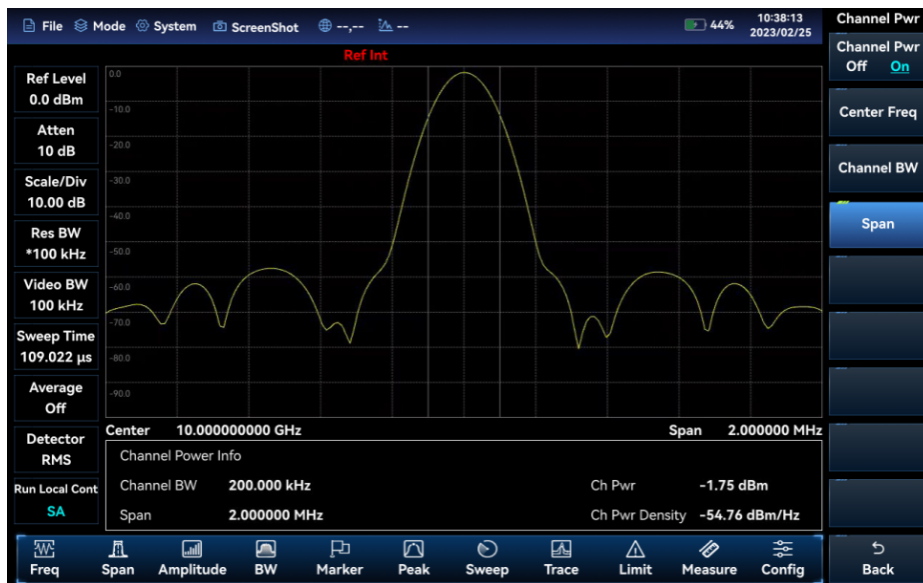 File Mode System ScreenShot --,-- -- 44% 10:38:13 2023/02/25
Ref Int
Ref Level
0.0 dBm
Atten
10 dB
Scale/Div
10.00 dB
Res BW
*100 kHz
Video BW
100 kHz
Sweep Time
109.022 µs
Average
Off
Detector
RMS
Run Local Cont
SA
0.0
-10.0
-20.0
-30.0
-40.0
-50.0
-60.0
-70.0
-80.0
-90.0
Center 10.000000000 GHz Span 2.000000 MHz
Channel Power Info
Channel BW 200.000 kHz Ch Pwr -1.75 dBm
Span 2.000000 MHz Ch Pwr Density -54.76 dBm/Hz
Channel Pwr
Channel Pwr
Off On
Center Freq
Channel BW
Span
Freq Span Amplitude BW Marker Peak Sweep Trace Limit Measure Config Back